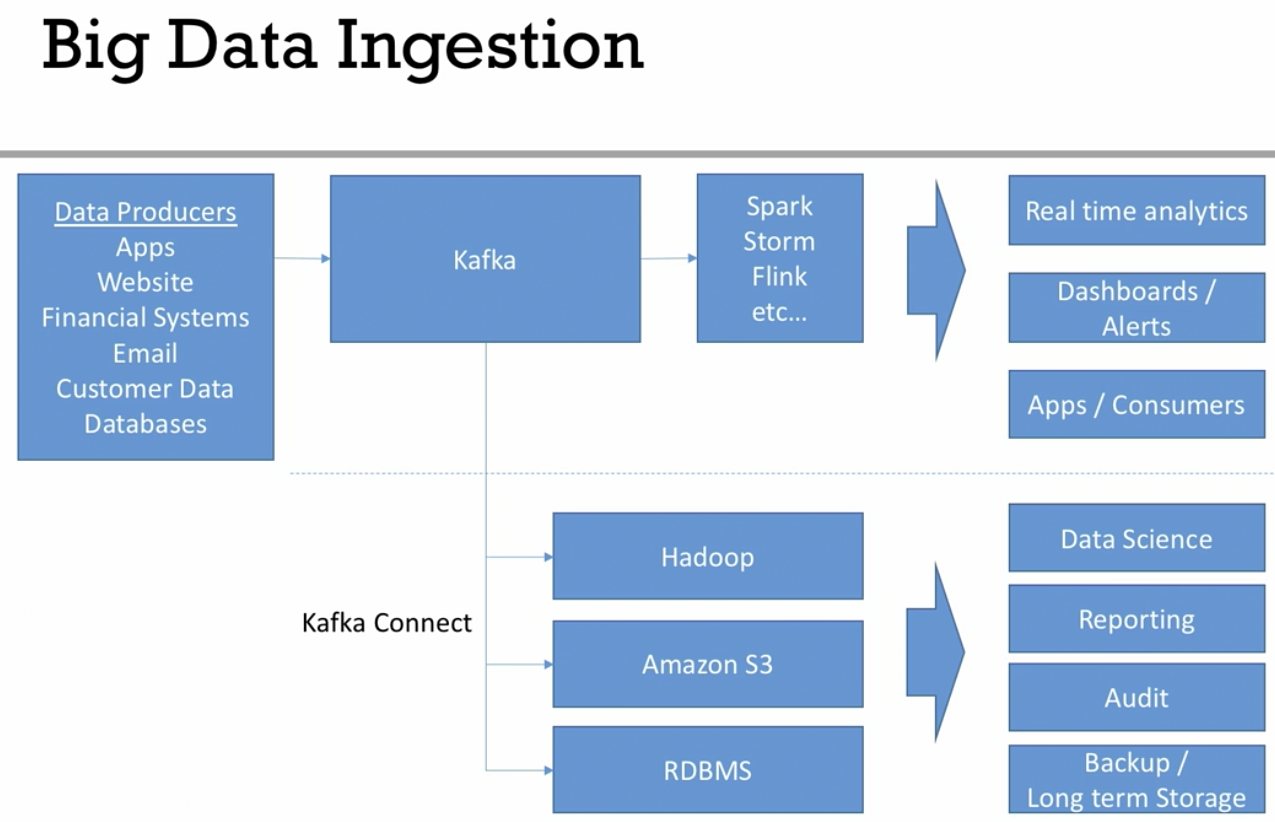 Big Data Ingestion
Data Producers
Apps
Website
Financial Systems
Email
Customer Data
Databases
Kafka
Spark
Storm
Flink
etc...
Real time analytics
Dashboards /
Alerts
Apps / Consumers
Kafka Connect
Hadoop
Amazon S3
RDBMS
Data Science
Reporting
Audit
Backup /
Long term Storage